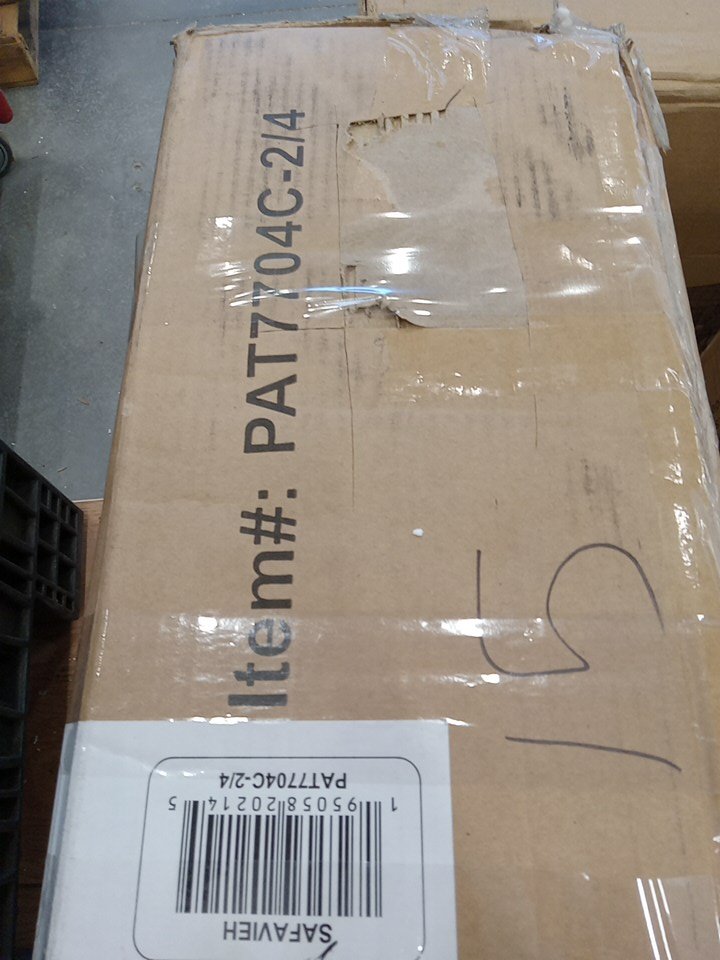 Item#: PAT7704C-2/4
15
SAFAVIEH
1 95058 20214 5
PAT7704C-2/4